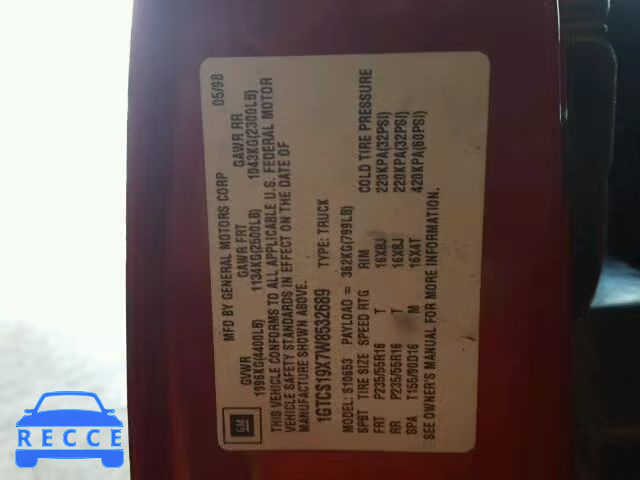 MFD BY GENERAL MOTORS CORP 05/98
GVWR GAWR FRT GAWR RR
1996KG(4400LB) 1134KG(2500LB) 1043KG(2300LB)
THIS VEHICLE CONFORMS TO ALL APPLICABLE U.S. FEDERAL MOTOR
VEHICLE SAFETY STANDARDS IN EFFECT ON THE DATE OF
MANUFACTURE SHOWN ABOVE.
1GTCS19X7W8532689 TYPE: TRUCK
MODEL: S10653 PAYLOAD = 362KG(799LB)
SPBT TIRE SIZE SPEED RTG RIM COLD TIRE PRESSURE
FRT P235/55R16 T 16X8J 220KPA(32PSI)
RR P235/55R16 T 16X8J 220KPA(32PSI)
SPA T155/90D16 M 16X4T 420KPA(60PSI)
SEE OWNER'S MANUAL FOR MORE INFORMATION.
GM
BIDFAX